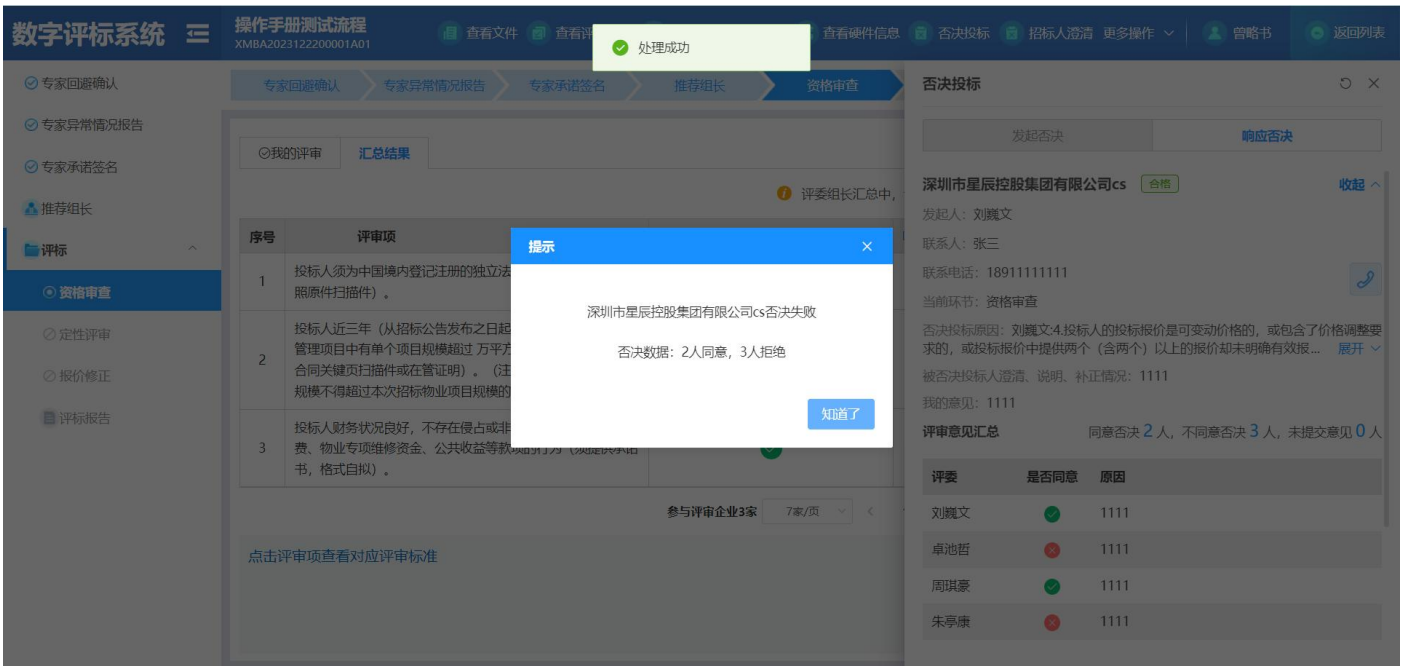 数字评标系统
操作手册测试流程
XMBA2023122200001A01
查看文件
查看评
处理成功
查看硬件信息
否决投标
招标人澄清
更多操作
曾略书
返回列表
专家回避确认
专家异常情况报告
专家承诺签名
推荐组长
评标
资格审查
定性评审
报价修正
评标报告
专家回避确认
专家异常情况报告
专家承诺签名
推荐组长
资格审查
我的评审
汇总结果
评委组长汇总中，
序号
评审项
1
投标人须为中国境内登记注册的独立法
照原件扫描件）。
2
投标人近三年（从招标公告发布之日起
管理项目中有单个项目规模超过 万平方
合同关键页扫描件或在管证明）。（注
规模不得超过本次招标物业项目规模的
3
投标人财务状况良好，不存在侵占或非
费、物业专项维修资金、公共收益等款项的行为（须提供承诺
书，格式自拟）。
参与评审企业3家
7家/页
点击评审项查看对应评审标准
提示
深圳市星辰控股集团有限公司cs否决失败
否决数据：2人同意，3人拒绝
知道了
否决投标
发起否决
响应否决
深圳市星辰控股集团有限公司cs
合格
收起
发起人：刘巍文
联系人：张三
联系电话：18911111111
当前环节：资格审查
否决投标原因：刘巍文:4.投标人的投标报价是可变动价格的，或包含了价格调整要
求的，或投标报价中提供两个（含两个）以上的报价却未明确有效报... 展开
被否决投标人澄清、说明、补正情况：1111
我的意见：1111
评审意见汇总
同意否决 2 人，不同意否决 3 人，未提交意见 0 人
评委
是否同意
原因
刘巍文
1111
卓池哲
1111
周琪豪
1111
朱亭康
1111